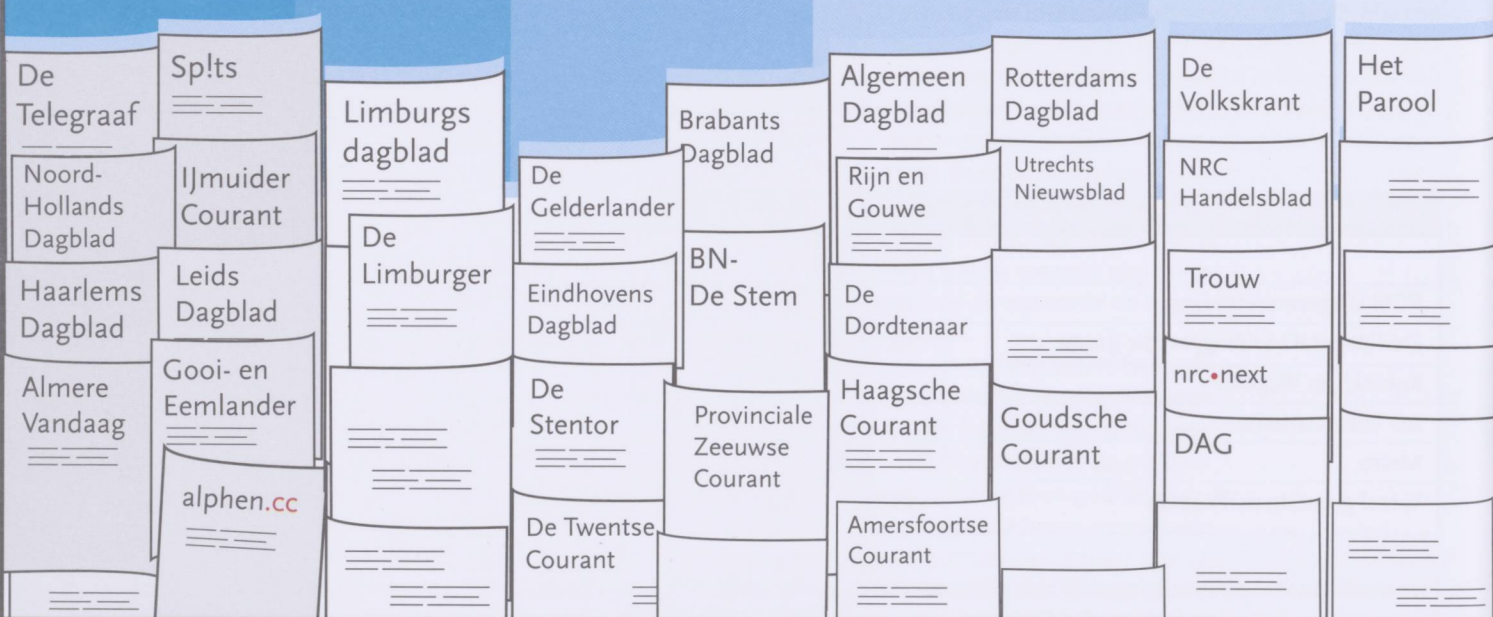 De
Telegraaf
Noord-
Hollands
Dagblad
Haarlems
Dagblad
Almere
Vandaag
Sp!ts
IJmuider
Courant
Leids
Dagblad
Gooi- en
Eemlander
alphen.cc
Limburgs
dagblad
De
Limburger
De
Gelderlander
Eindhovens
Dagblad
De
Stentor
De Twentse
Courant
Brabants
Dagblad
BN-
De Stem
Provinciale
Zeeuwse
Courant
Algemeen
Dagblad
Rijn en
Gouwe
De
Dordtenaar
Haagsche
Courant
Amersfoortse
Courant
Rotterdams
Dagblad
Utrechts
Nieuwsblad
Goudsche
Courant
De
Volkskrant
NRC
Handelsblad
Trouw
nrc•next
DAG
Het
Parool